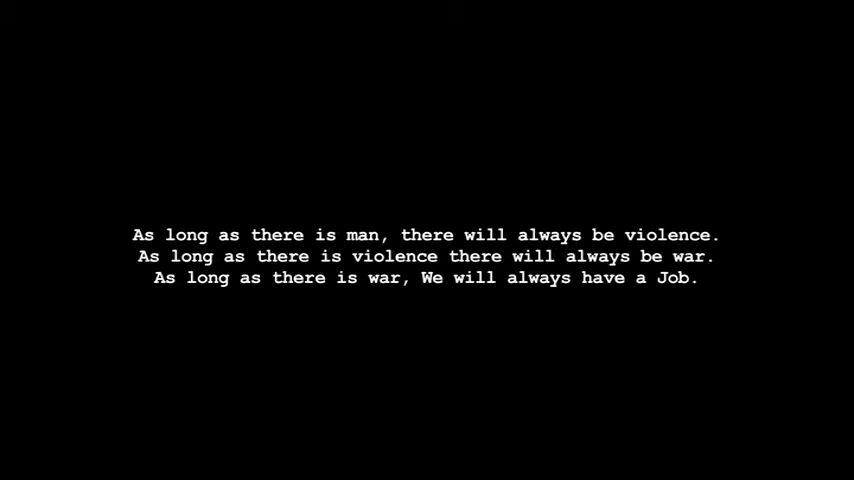 As long as there is man, there will always be violence.
As long as there is violence there will always be war.
As long as there is war, We will always have a Job.